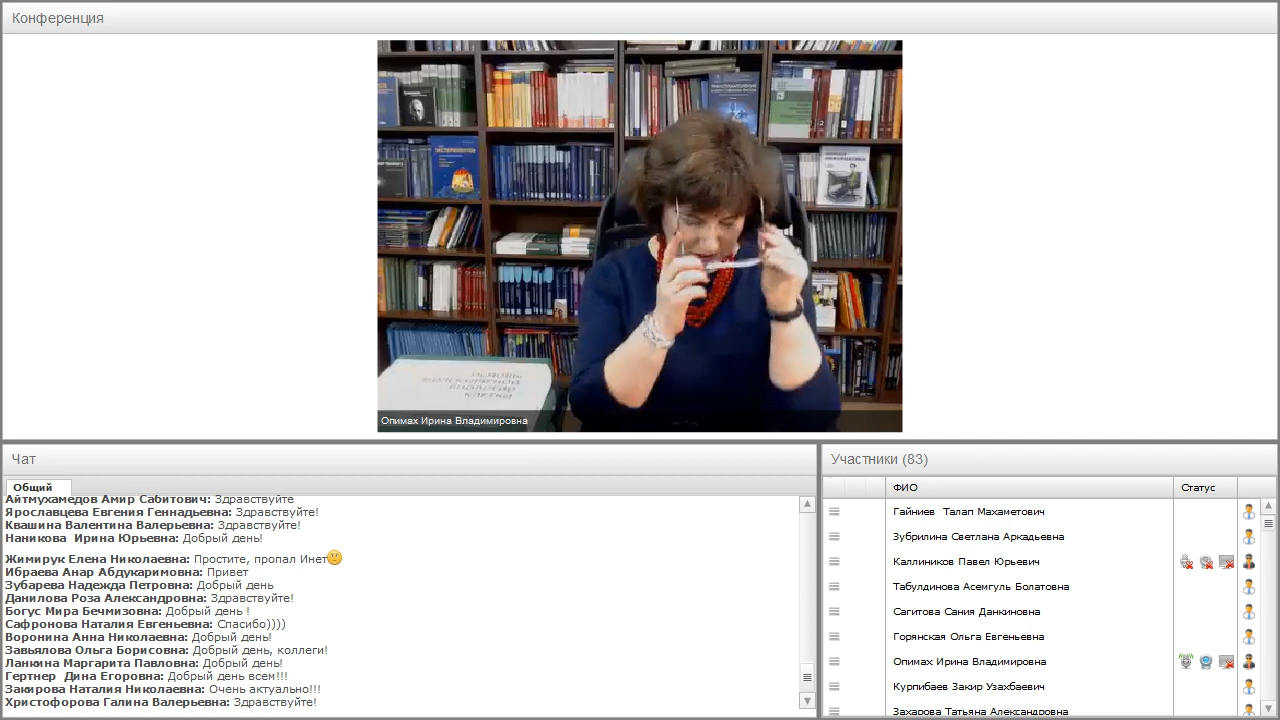 Конференция
Опимах Ирина Владимировна
Чат
Общий
Айтмухамедов Амир Сабитович: Здравствуйте
Ярославцева Евгения Геннадьевна: Здравствуйте!
Квашина Валентина Валерьевна: Здравствуйте!
Наникова Ирина Юрьевна: Добрый день!
Жимирук Елена Николаевна: Простите, пропал Инет
Ибраева Анар Абдукаримовна: Привет
Зубарева Надежда Петровна: Добрый день
Данилова Роза Александровна: Здравствуйте!
Богус Мира Бечмизовна: Добрый день !
Сафронова Наталия Евгеньевна: Спасибо))))
Воронина Анна Николаевна: Добрый день!
Завьялова Ольга Борисовна: Добрый день, коллеги!
Ланкина Маргарита Павловна: Добрый день!
Гертнер Дина Егоровна: Добрый день всем!!!
Закирова Наталия Николаевна: Очень актуально!!!
Христофорова Галина Валерьевна: Здравствуйте!
Участники (83)
ФИО Статус
Гайниев Талап Махметович
Зубрилина Светлана Аркадьевна
Каллиников Павел Юрьевич
Табулдинова Асемгуль Болатовна
Сагитова Сания Данкиновна
Горянская Ольга Евгеньевна
Опимах Ирина Владимировна
Курпибаев Закир Узакбаевич
Захарова Татьяна Александровна